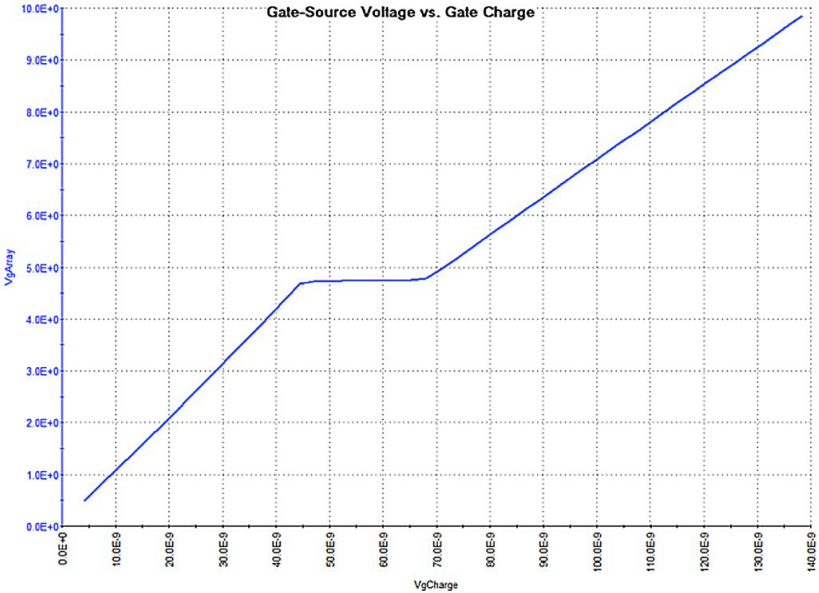 Gate-Source Voltage vs. Gate Charge
10.0E+0
9.0E+0
8.0E+0
7.0E+0
6.0E+0
5.0E+0
4.0E+0
3.0E+0
2.0E+0
1.0E+0
0.0E+0
VgArray
0.0E+0
10.0E-9
20.0E-9
30.0E-9
40.0E-9
50.0E-9
60.0E-9
70.0E-9
80.0E-9
90.0E-9
100.0E-9
110.0E-9
120.0E-9
130.0E-9
140.0E-9
VgCharge